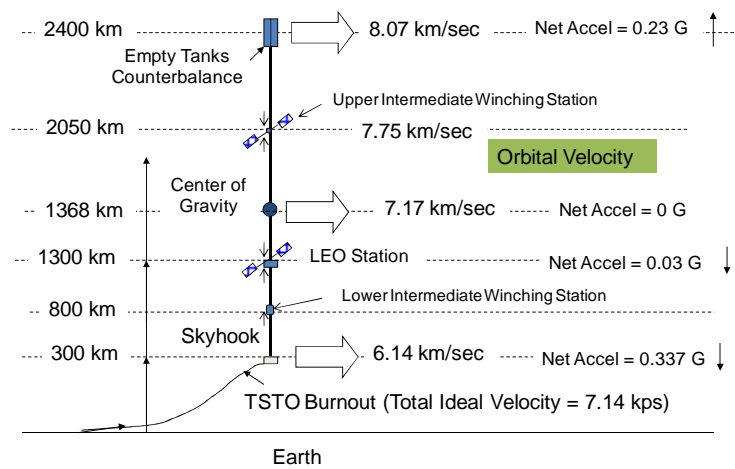 2400 km
8.07 km/sec
Net Accel = 0.23 G
Empty Tanks
Counterbalance
Upper Intermediate Winching Station
2050 km
7.75 km/sec
Orbital Velocity
Center of
Gravity
1368 km
7.17 km/sec
Net Accel = 0 G
1300 km
LEO Station
Net Accel = 0.03 G
Lower Intermediate Winching Station
800 km
Skyhook
300 km
6.14 km/sec
Net Accel = 0.337 G
TSTO Burnout (Total Ideal Velocity = 7.14 kps)
Earth